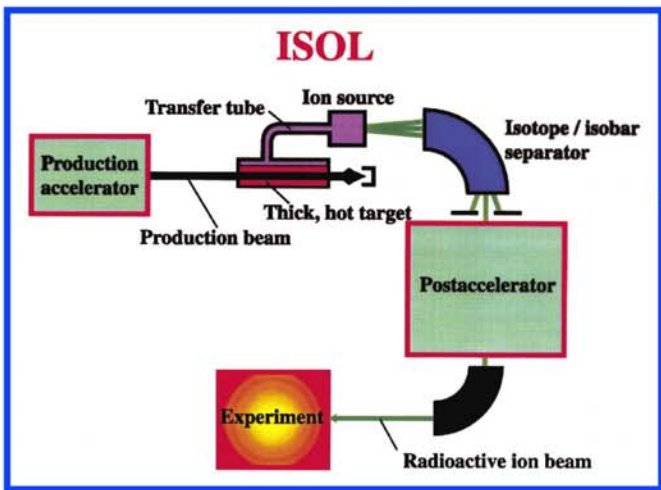 ISOL
Ion source
Transfer tube
Isotope / isobar
separator
Production
accelerator
Thick, hot target
Production beam
Postaccelerator
Experiment
Radioactive ion beam